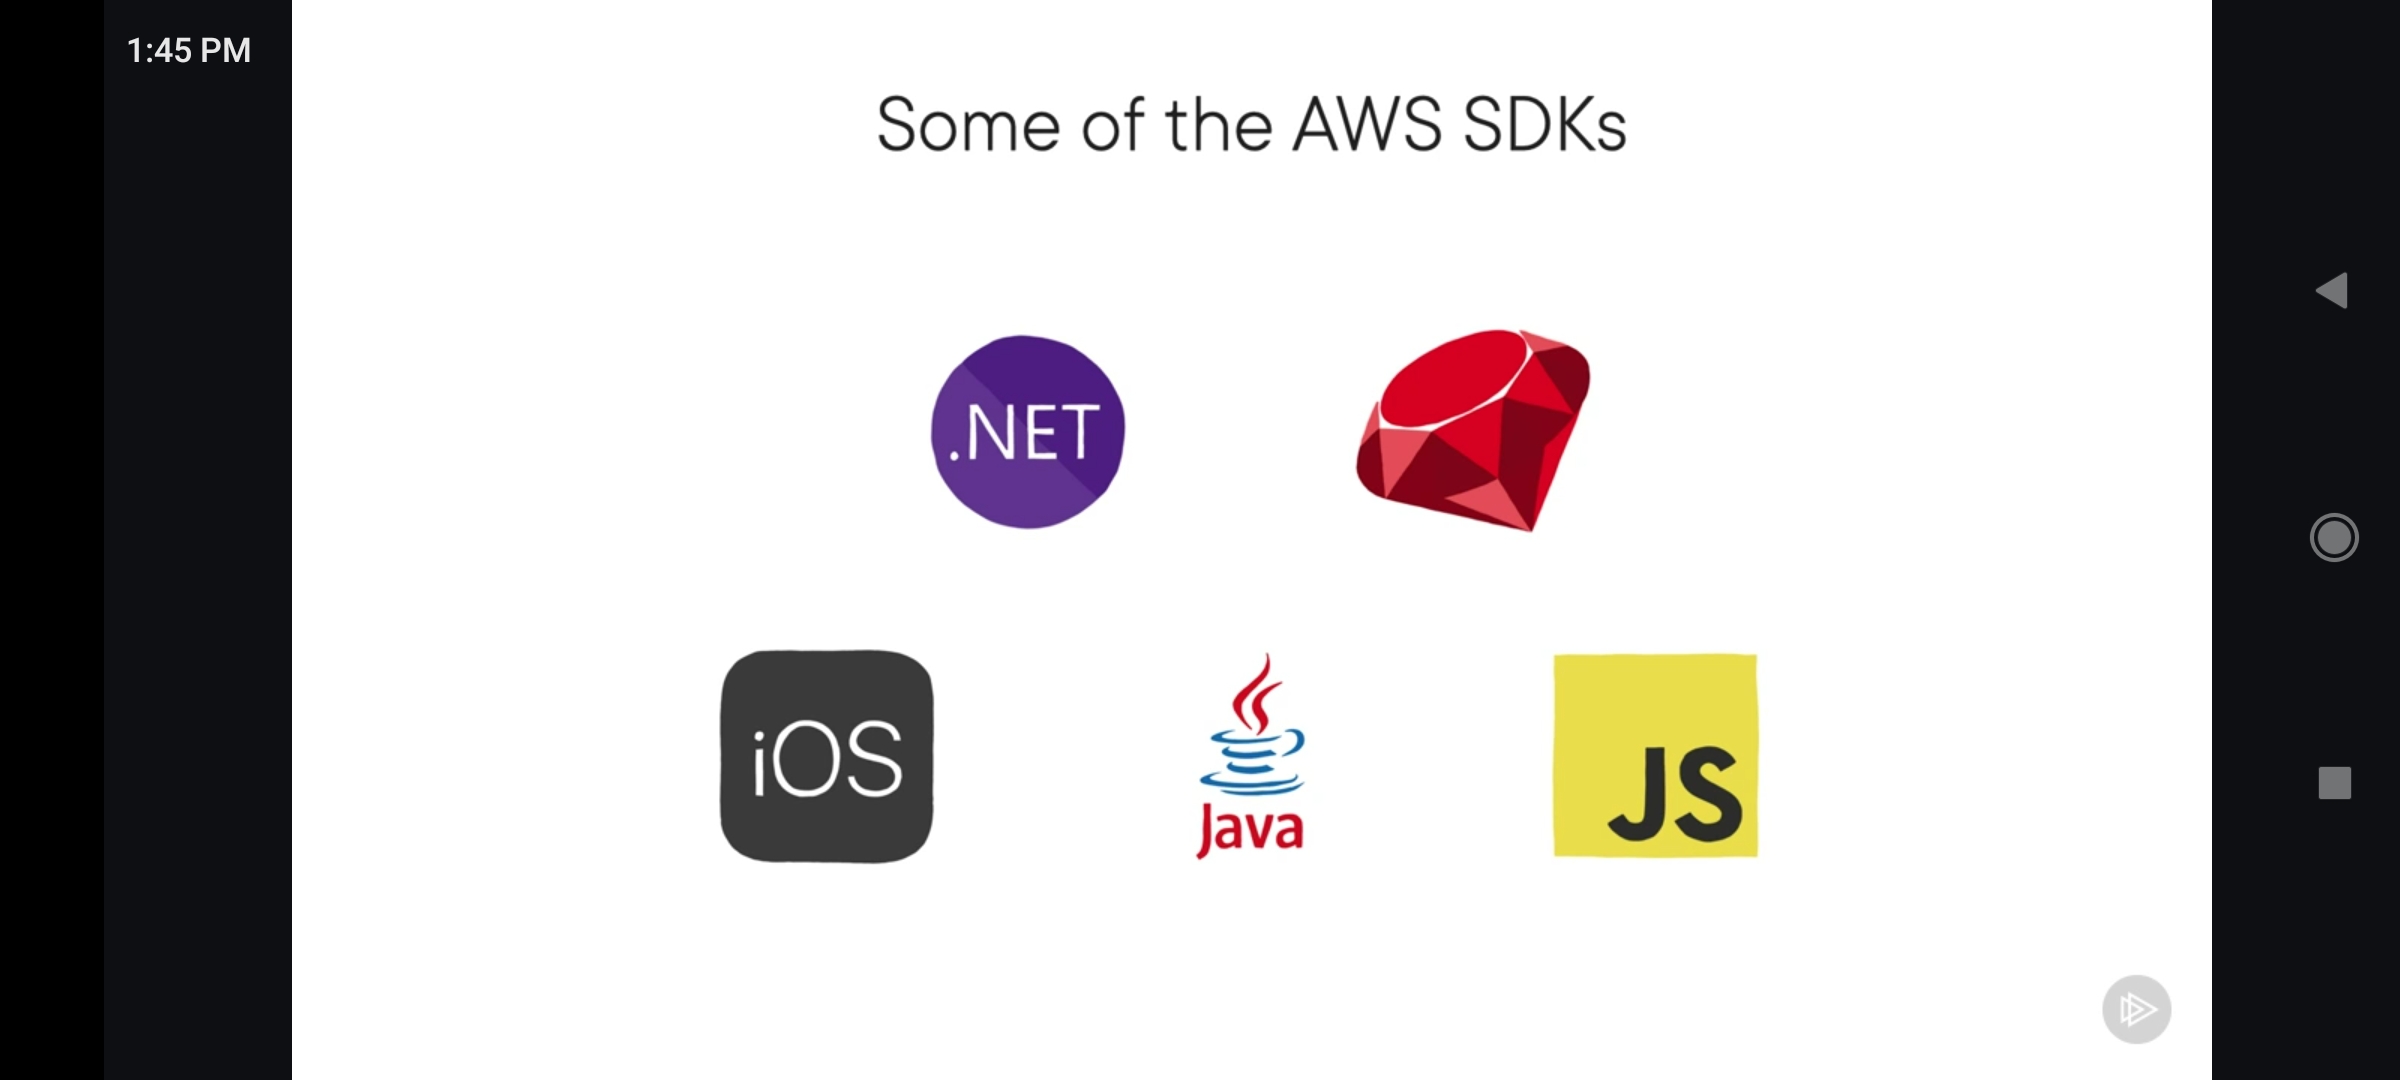 1:45 PM
Some of the AWS SDKs
.NET
iOS
Java
JS